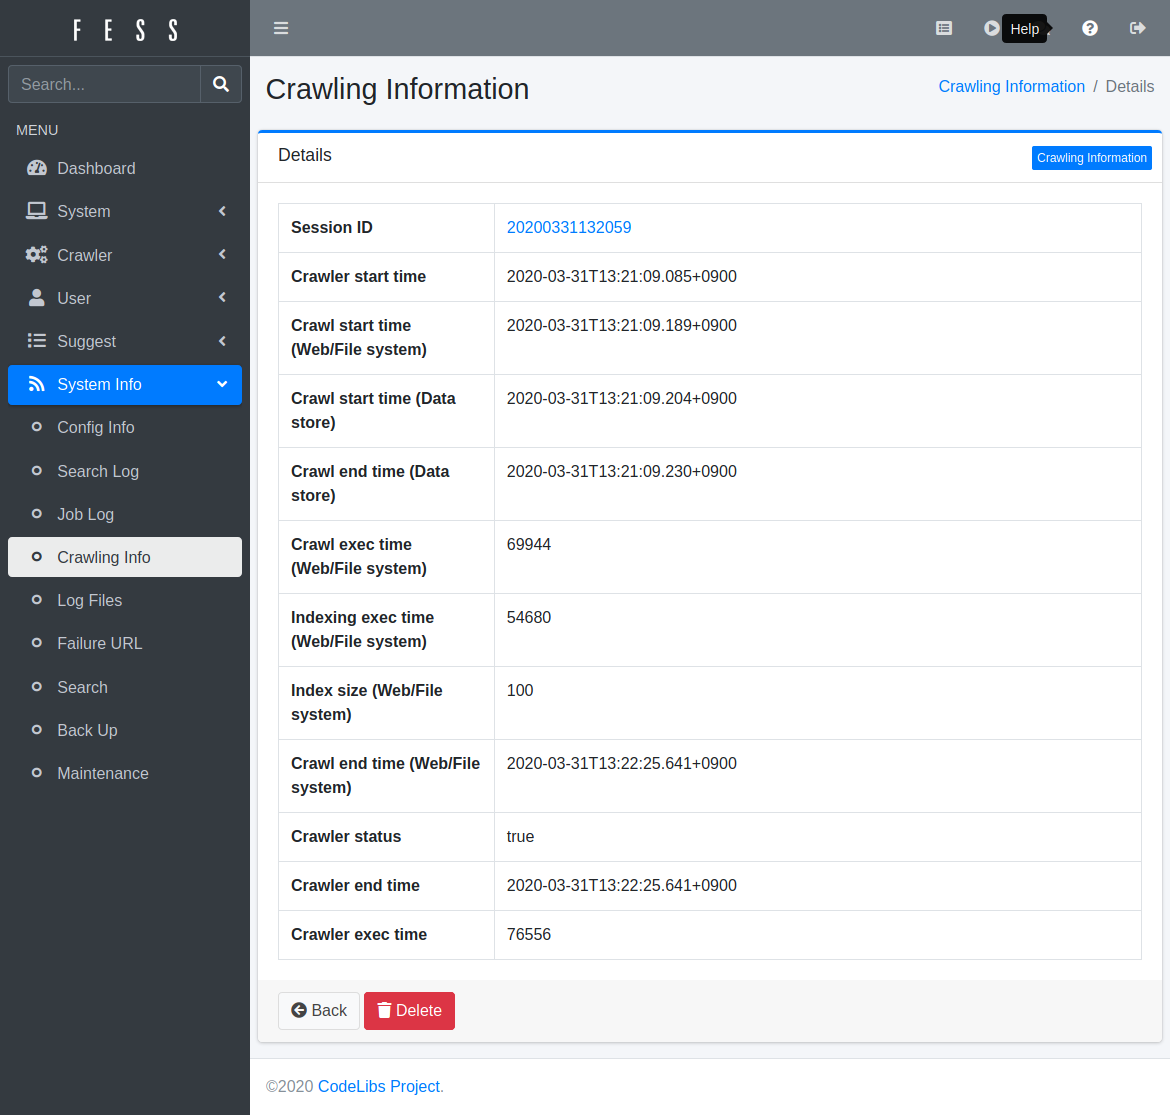 FESS
Help
Search...
Crawling Information
Crawling Information / Details
MENU
Dashboard
System
Crawler
User
Suggest
System Info
Config Info
Search Log
Job Log
Crawling Info
Log Files
Failure URL
Search
Back Up
Maintenance
Details
Crawling Information
Session ID 20200331132059
Crawler start time 2020-03-31T13:21:09.085+0900
Crawl start time 2020-03-31T13:21:09.189+0900
(Web/File system)
Crawl start time (Data 2020-03-31T13:21:09.204+0900
store)
Crawl end time (Data 2020-03-31T13:21:09.230+0900
store)
Crawl exec time 69944
(Web/File system)
Indexing exec time 54680
(Web/File system)
Index size (Web/File 100
system)
Crawl end time (Web/File 2020-03-31T13:22:25.641+0900
system)
Crawler status true
Crawler end time 2020-03-31T13:22:25.641+0900
Crawler exec time 76556
Back Delete
©2020 CodeLibs Project.